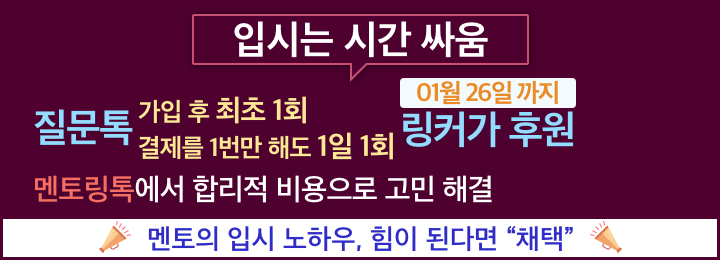 입시는 시간 싸움
01월 26일 까지
질문톡 가입 후 최초 1회
결제를 1번만 해도 1일 1회 링커가 후원
멘토링톡에서 합리적 비용으로 고민 해결
멘토의 입시 노하우, 힘이 된다면 “채택”